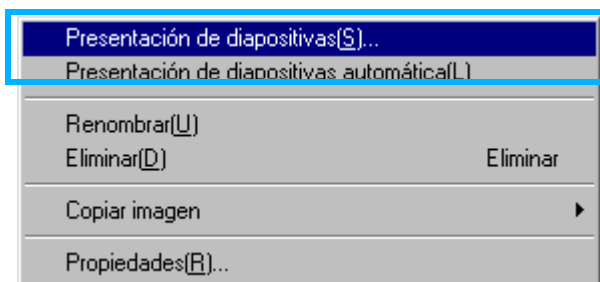 Presentación de diapositivas(S)...
Presentación de diapositivas automática(L)
Renombrar(U)
Eliminar(D) Eliminar
Copiar imagen
Propiedades(R)...